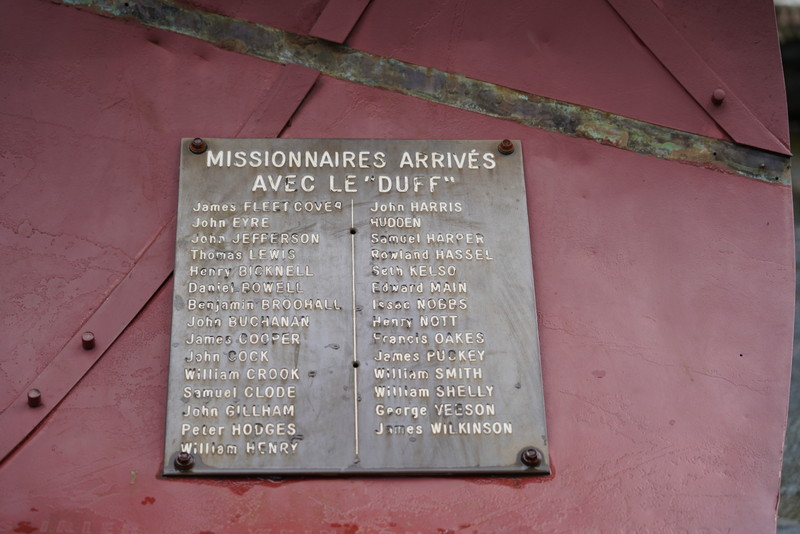 MISSIONNAIRES ARRIVÉS
AVEC LE "DUFF"
James FLEET COVER
John EYRE
John JEFFERSON
Thomas LEWIS
Henry BICKNELL
Daniel BOWELL
Benjamin BROOHALL
John BUCHANAN
James COOPER
John COCK
William CROOK
Samuel CLODE
John GILLHAM
Peter HODGES
William HENRY
John HARRIS
HUDDEN
Samuel HARPER
Rowland HASSEL
Seth KELSO
Edward MAIN
Isaac NOBBS
Henry NOTT
Francis OAKES
James PUCKEY
William SMITH
William SHELLY
George VEESON
James WILKINSON